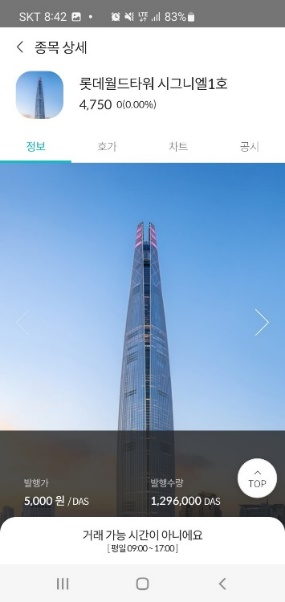 SKT 8:42 LTE 83%
종목 상세
롯데월드타워 시그니엘1호
4,750 0(0.00%)
정보 호가 차트 공시
발행가 발행수량
5,000 원 / DAS 1,296,000 DAS
TOP
거래 가능 시간이 아니에요
[ 평일 09:00 ~ 17:00 ]